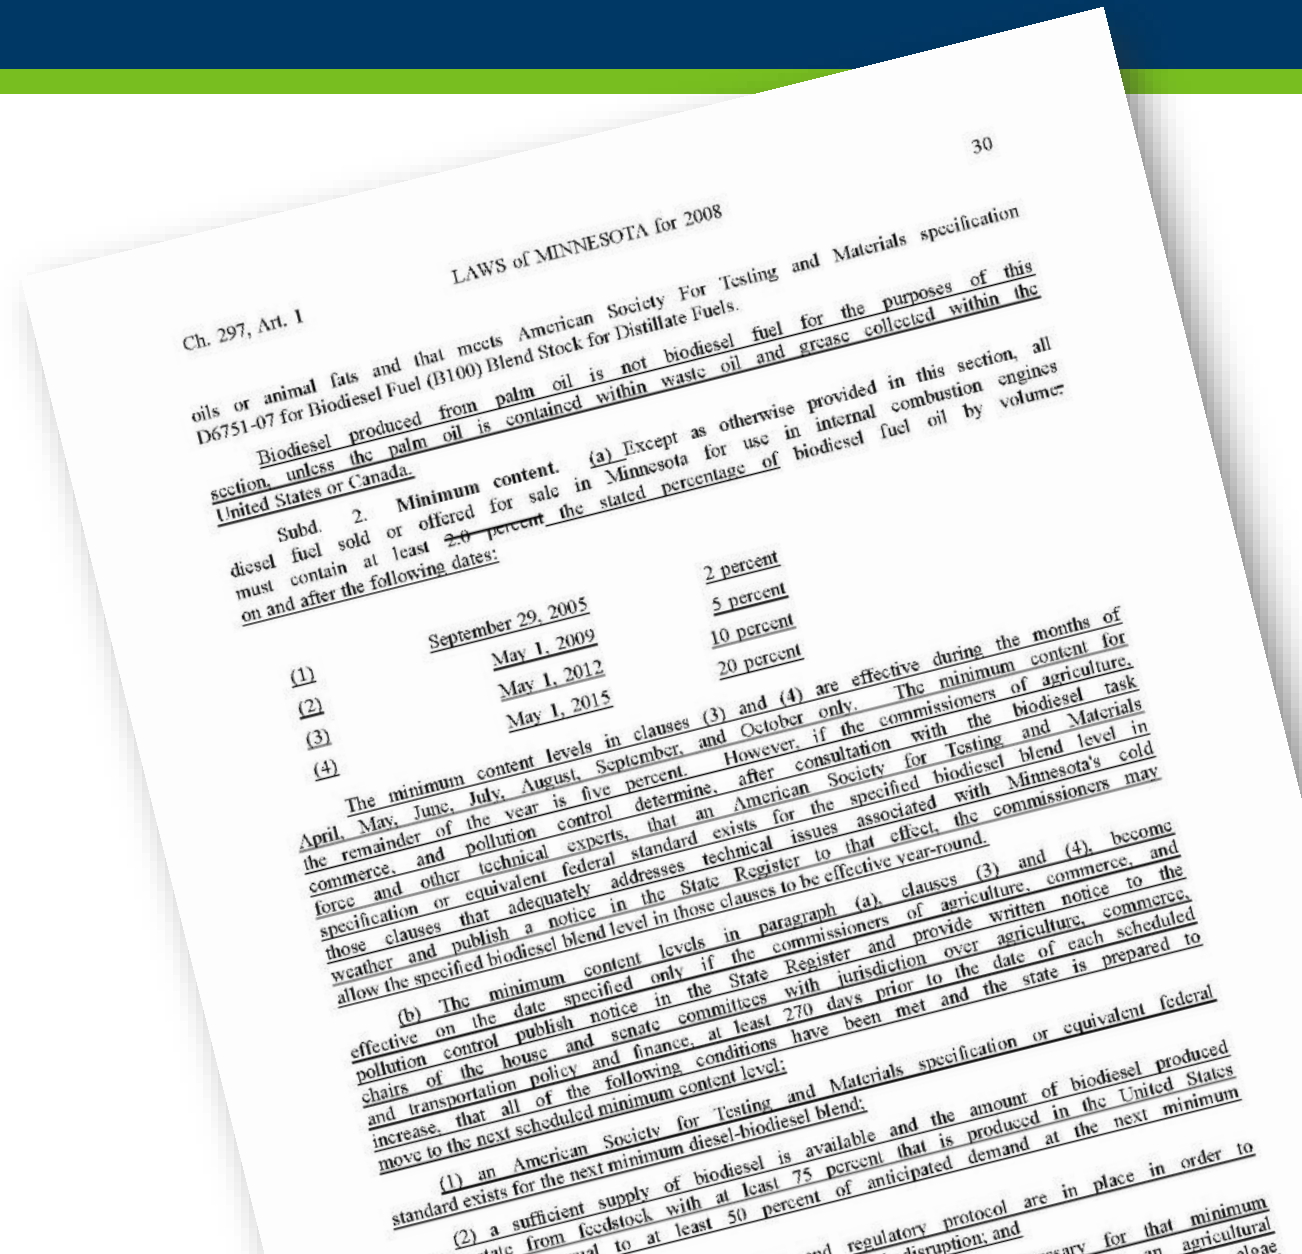 30
Ch. 297, Art. 1
LAWS of MINNESOTA for 2008
oils or animal fats and that meets American Society For Testing and Materials specification
D6751-07 for Biodiesel Fuel (B100) Blend Stock for Distillate Fuels.
Biodiesel produced from palm oil is not biodiesel fuel for the purposes of this
section, unless the palm oil is contained within waste oil and grease collected within the
United States or Canada.
Subd. 2. Minimum content. (a) Except as otherwise provided in this section, all
diesel fuel sold or offered for sale in Minnesota for use in internal combustion engines
must contain at least 2.0 percent the stated percentage of biodiesel fuel oil by volume.
on and after the following dates:
(1) September 29, 2005 2 percent
(2) May 1, 2009 5 percent
(3) May 1, 2012 10 percent
(4) May 1, 2015 20 percent
The minimum content levels in clauses (3) and (4) are effective during the months of
April, May, June, July, August, September, and October only. The minimum content for
the remainder of the year is five percent. However, if the commissioners of agriculture,
commerce, and pollution control determine, after consultation with the biodiesel task
force and other technical experts, that an American Society for Testing and Materials
specification or equivalent federal standard exists for the specified biodiesel blend level in
those clauses that adequately addresses technical issues associated with Minnesota's cold
weather and publish a notice in the State Register to that effect, the commissioners may
allow the specified biodiesel blend level in those clauses to be effective year-round.
(b) The minimum content levels in paragraph (a), clauses (3) and (4), become
effective on the date specified only if the commissioners of agriculture, commerce, and
pollution control publish notice in the State Register and provide written notice to the
chairs of the house and senate committees with jurisdiction over agriculture, commerce,
and transportation policy and finance, at least 270 days prior to the date of each scheduled
increase, that all of the following conditions have been met and the state is prepared to
move to the next scheduled minimum content level:
(1) an American Society for Testing and Materials specification or equivalent federal
standard exists for the next minimum diesel-biodiesel blend;
(2) a sufficient supply of biodiesel is available and the amount of biodiesel produced
from feedstock with at least 75 percent that is produced in the United States
to at least 50 percent of anticipated demand at the next minimum
regulatory protocol are in place in order to
disruption; and
for that minimum
agricultural